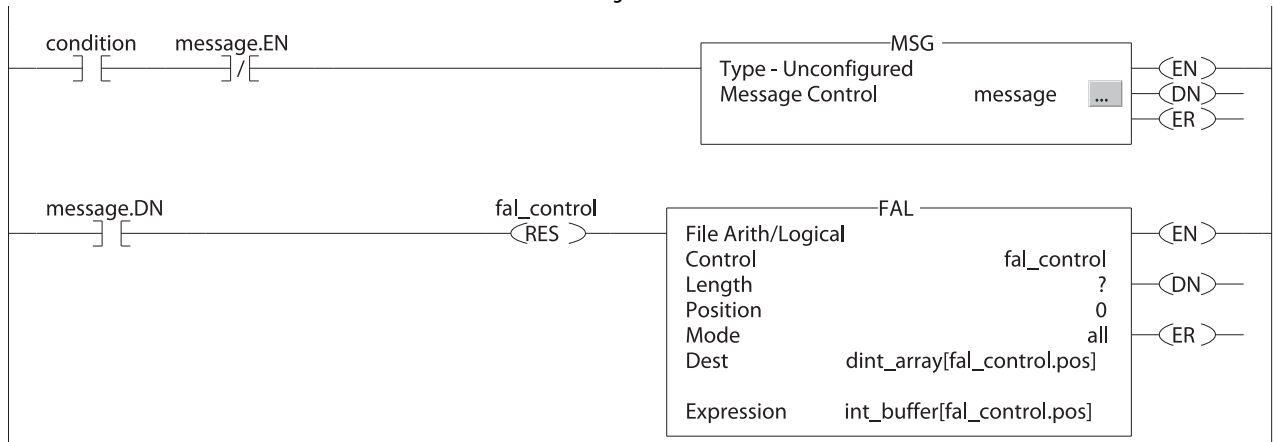 condition message.EN
MSG
Type - Unconfigured
Message Control message ...
EN
DN
ER
message.DN
fal_control
RES
FAL
File Arith/Logical
Control fal_control
Length ?
Position 0
Mode all
Dest dint_array[fal_control.pos]
Expression int_buffer[fal_control.pos]
EN
DN
ER